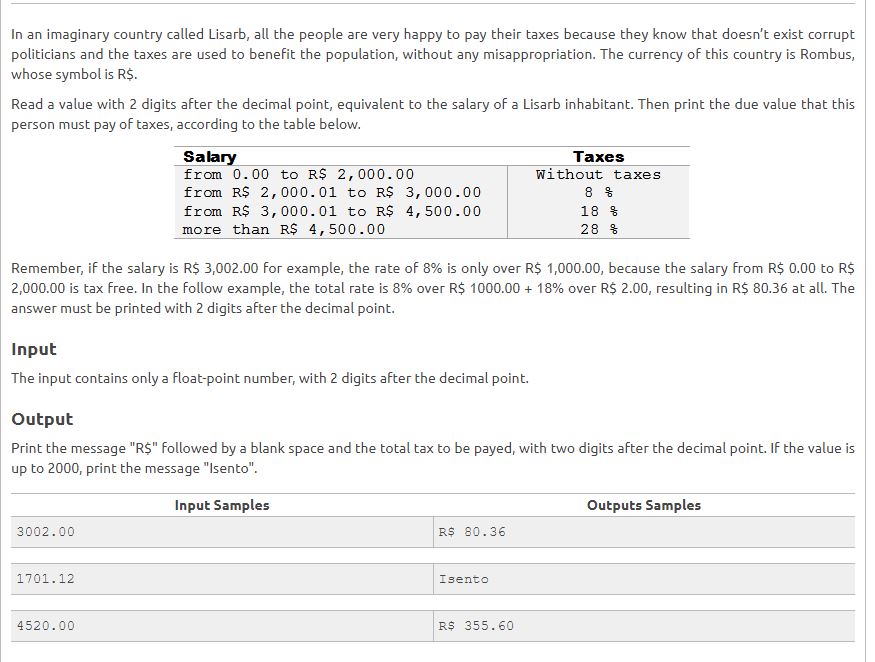 In an imaginary country called Lisarb, all the people are very happy to pay their taxes because they know that doesn't exist corrupt
politicians and the taxes are used to benefit the population, without any misappropriation. The currency of this country is Rombus,
whose symbol is R$.
Read a value with 2 digits after the decimal point, equivalent to the salary of a Lisarb inhabitant. Then print the due value that this
person must pay of taxes, according to the table below.
Salary Taxes
from 0.00 to R$ 2,000.00 Without taxes
from R$ 2,000.01 to R$ 3,000.00 8 %
from R$ 3,000.01 to R$ 4,500.00 18 %
more than R$ 4,500.00 28 %
Remember, if the salary is R$ 3,002.00 for example, the rate of 8% is only over R$ 1,000.00, because the salary from R$ 0.00 to R$
2,000.00 is tax free. In the follow example, the total rate is 8% over R$ 1000.00 + 18% over R$ 2.00, resulting in R$ 80.36 at all. The
answer must be printed with 2 digits after the decimal point.
Input
The input contains only a float-point number, with 2 digits after the decimal point.
Output
Print the message "R$" followed by a blank space and the total tax to be payed, with two digits after the decimal point. If the value is
up to 2000, print the message "Isento".
Input Samples Outputs Samples
3002.00 R$ 80.36
1701.12 Isento
4520.00 R$ 355.60